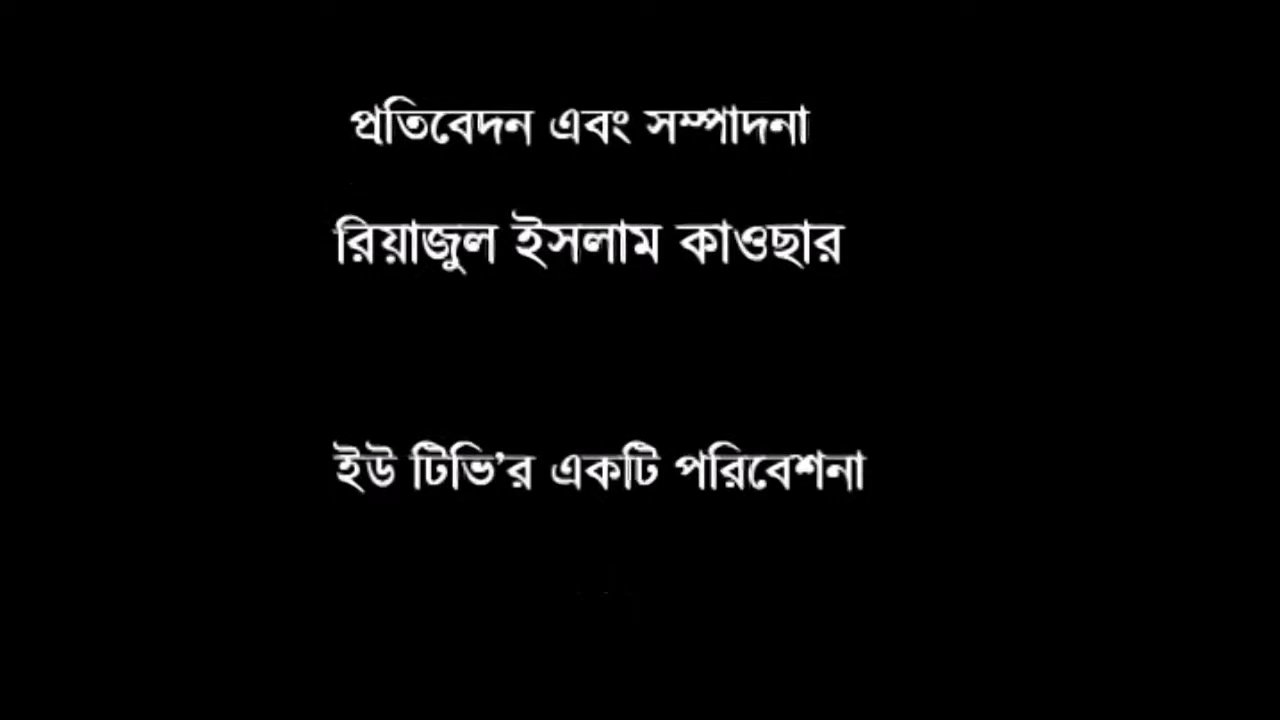 প্রতিবেদন এবং সম্পাদনা
রিয়াজুল ইসলাম কাওছার
ইউ টিভি’র একটি পরিবেশনা